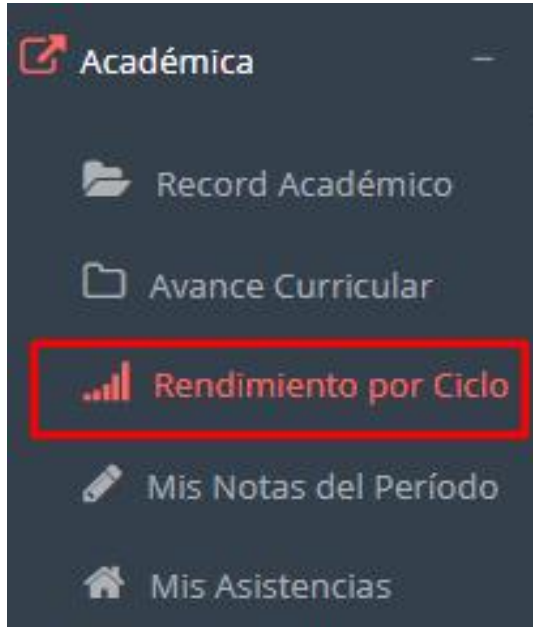 Académica
Record Académico
Avance Curricular
Rendimiento por Ciclo
Mis Notas del Período
Mis Asistencias